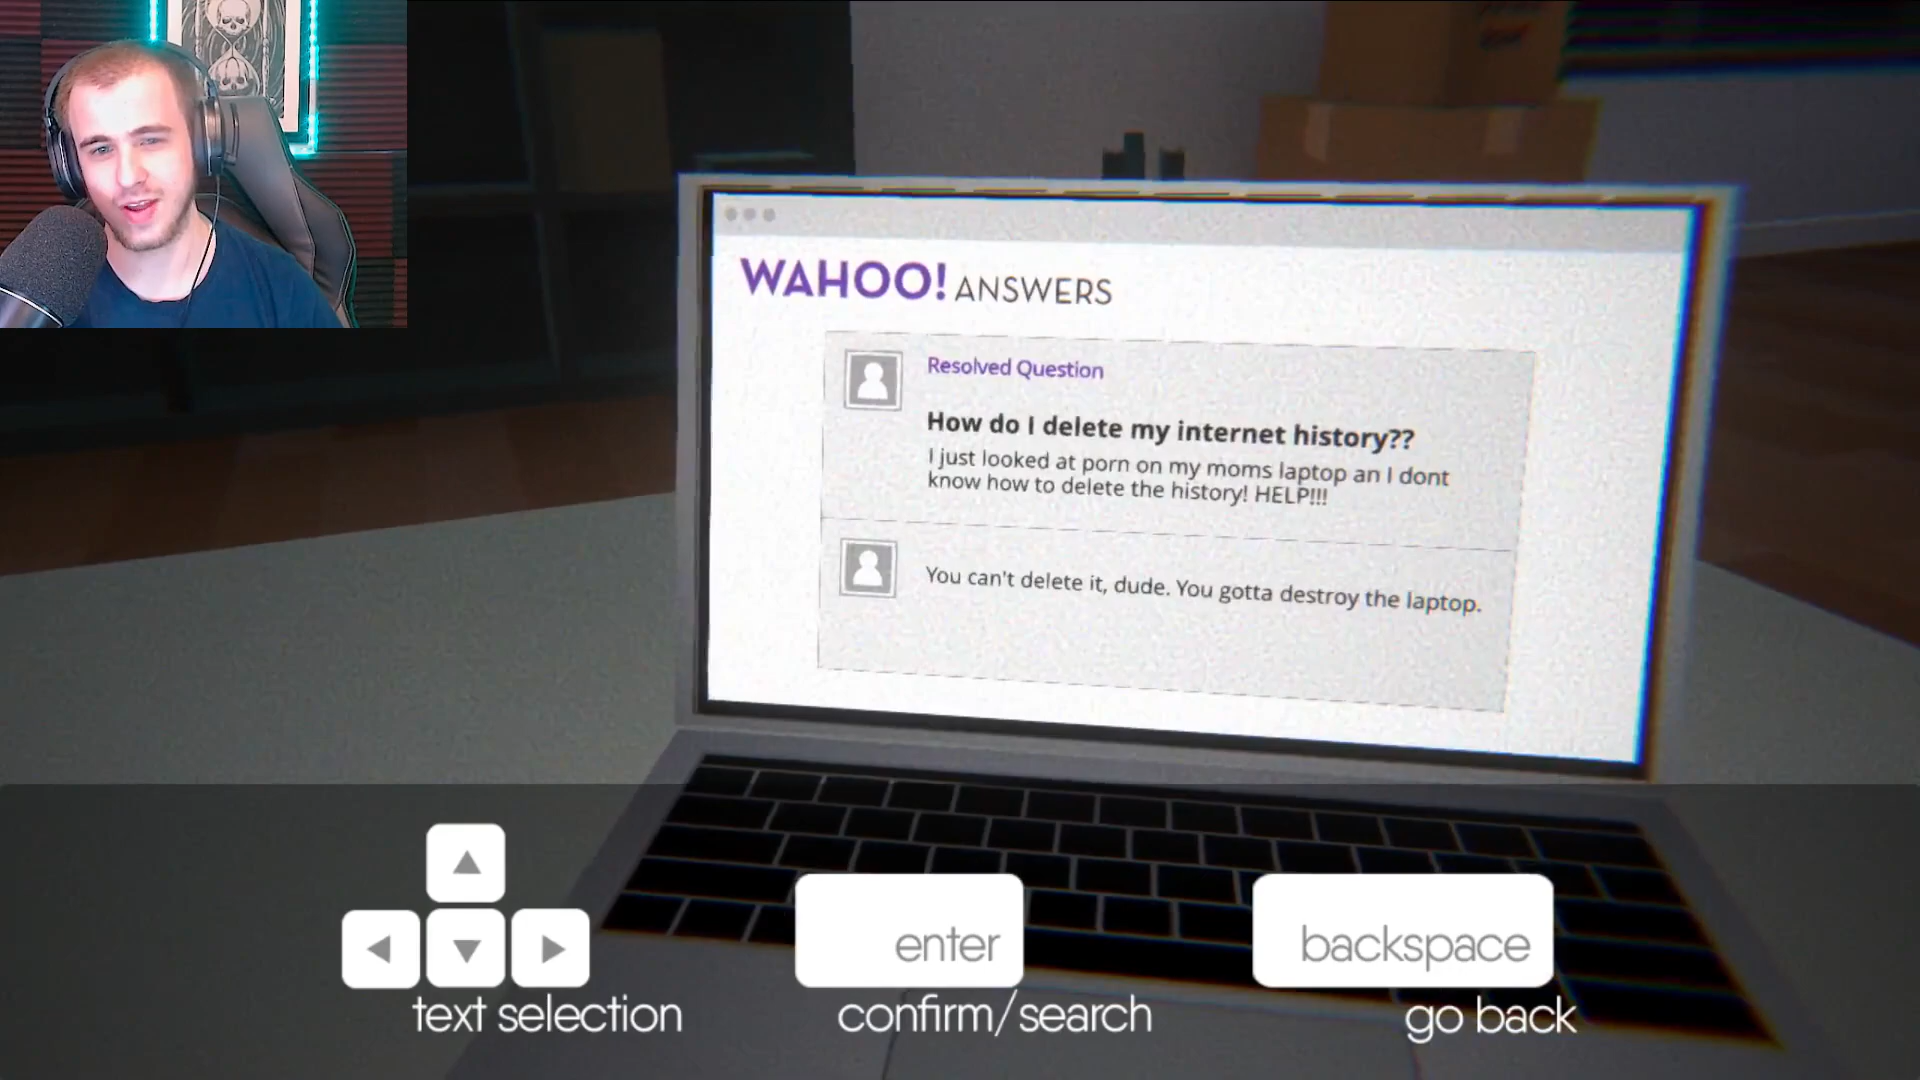 WAHOO! ANSWERS
Resolved Question
How do I delete my internet history??
I just looked at porn on my moms laptop an I dont
know how to delete the history! HELP!!!
You can't delete it, dude. You gotta destroy the laptop.
enter
backspace
text selection
confirm/search
go back